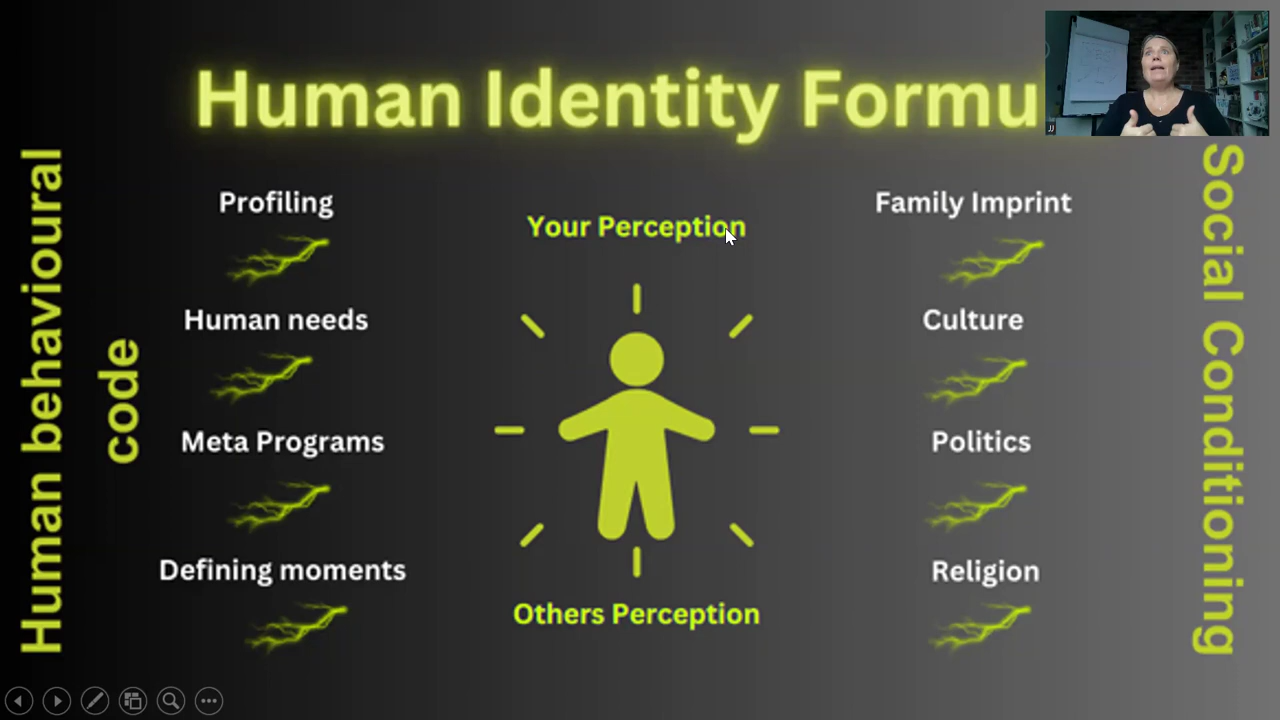 Human Identity Formu
Human behavioural
code
Profiling
Human needs
Meta Programs
Defining moments
Your Perception
Others Perception
Family Imprint
Culture
Politics
Religion
Social Conditioning
JJ